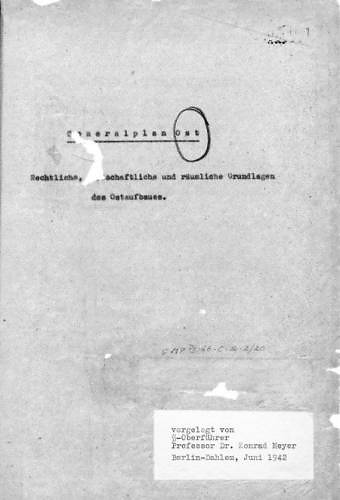 Generalplan Ost
Rechtliche, schaftliche und räumliche Grundlagen
des Ostaufbaues.
vorgelegt von
SS-Oberführer
Professor Dr. Konrad Meyer
Berlin-Dahlem, Juni 1942